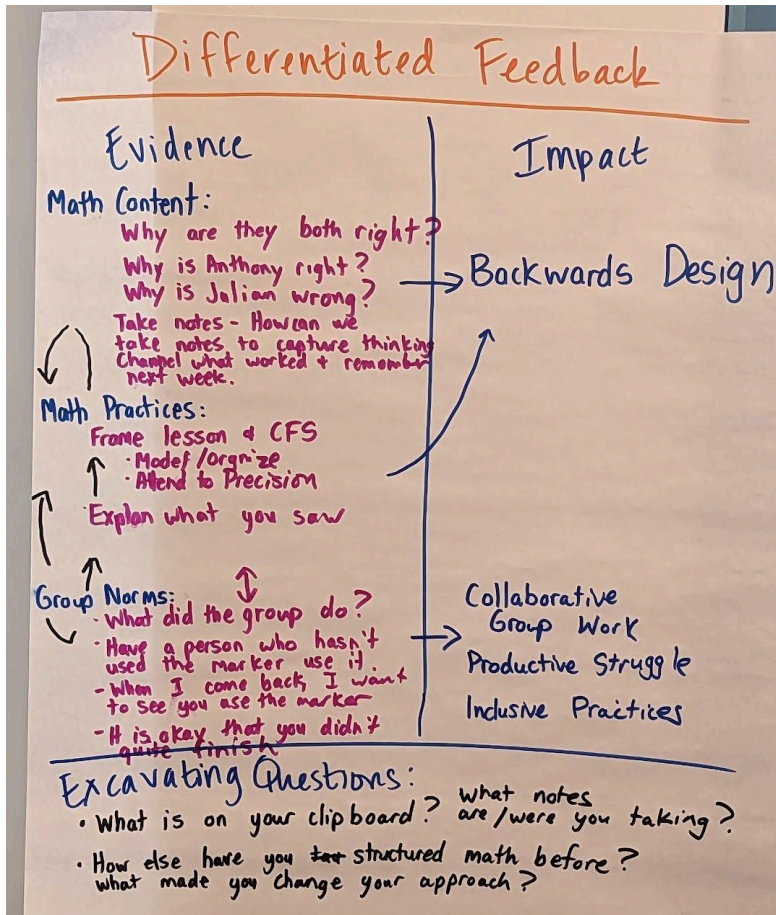 Differentiated Feedback
Evidence
Math Content:
Why are they both right?
Why is Anthony right?
Why is Julian wrong?
Take notes - How can we
take notes to capture thinking
Channel what worked + remember
next week.
Math Practices:
Frame lesson & CFS
· Model/Orgnize
· Attend to Precision
Explan what you saw
Group Norms:
· What did the group do?
· Have a person who hasn't
used the marker use it.
- When I come back, I want
to see you use the marker
- It is okay that you didn't
quite finish
Impact
Backwards Design
Collaborative
Group Work
Productive Struggle
Inclusive Practices
Excavating Questions:
· What is on your clipboard? what notes
are/were you taking?
· How else have you structured math before?
what made you change your approach?